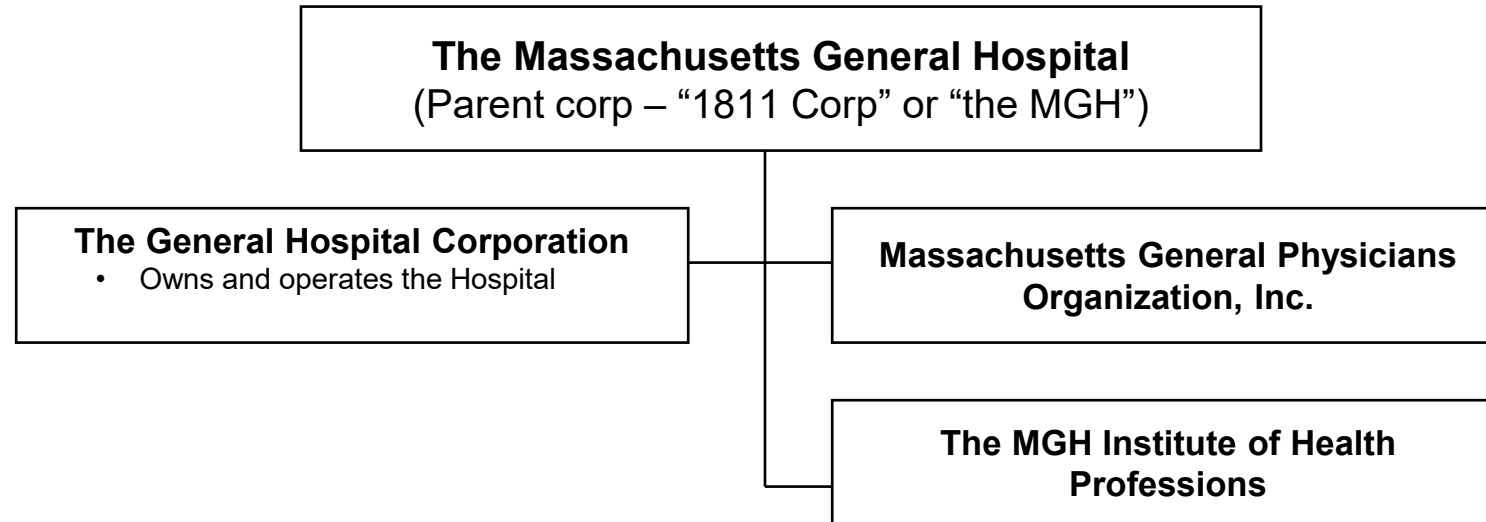 The Massachusetts General Hospital
(Parent corp – “1811 Corp” or “the MGH”)
The General Hospital Corporation
• Owns and operates the Hospital
Massachusetts General Physicians
Organization, Inc.
The MGH Institute of Health
Professions